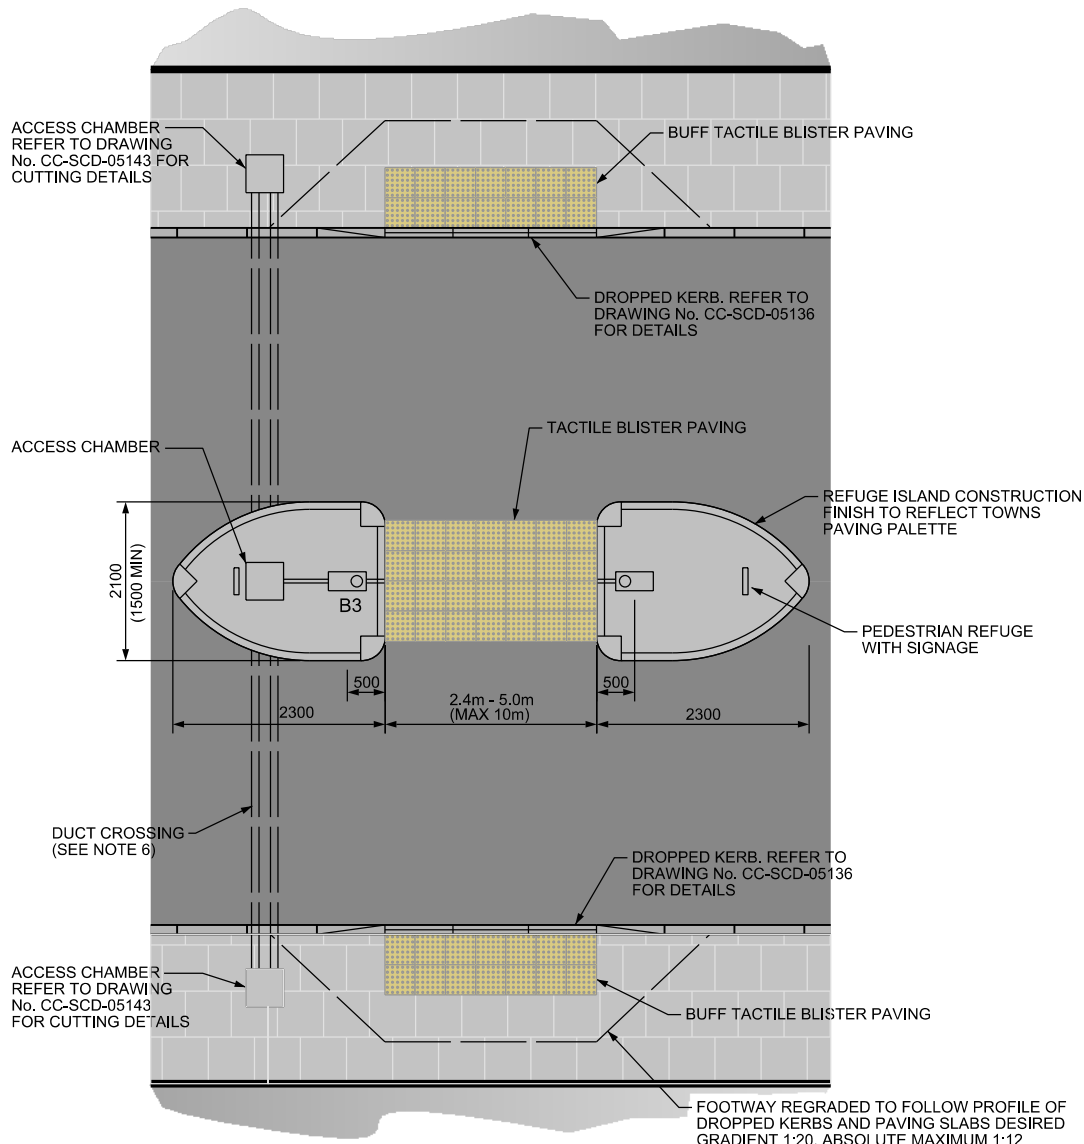 ACCESS CHAMBER
REFER TO DRAWING
No. CC-SCD-05143 FOR
CUTTING DETAILS
BUFF TACTILE BLISTER PAVING
DROPPED KERB. REFER TO
DRAWING No. CC-SCD-05136
FOR DETAILS
ACCESS CHAMBER
TACTILE BLISTER PAVING
REFUGE ISLAND CONSTRUCTION
FINISH TO REFLECT TOWNS
PAVING PALETTE
2100
(1500 MIN)
B3
PEDESTRIAN REFUGE
WITH SIGNAGE
500
500
2300
2.4m - 5.0m
(MAX 10m)
2300
DUCT CROSSING
(SEE NOTE 6)
DROPPED KERB. REFER TO
DRAWING No. CC-SCD-05136
FOR DETAILS
ACCESS CHAMBER
REFER TO DRAWING
No. CC-SCD-05143
FOR CUTTING DETAILS
BUFF TACTILE BLISTER PAVING
FOOTWAY REGRADED TO FOLLOW PROFILE OF
DROPPED KERBS AND PAVING SLABS DESIRED
GRADIENT 1:20, ABSOLUTE MAXIMUM 1:12